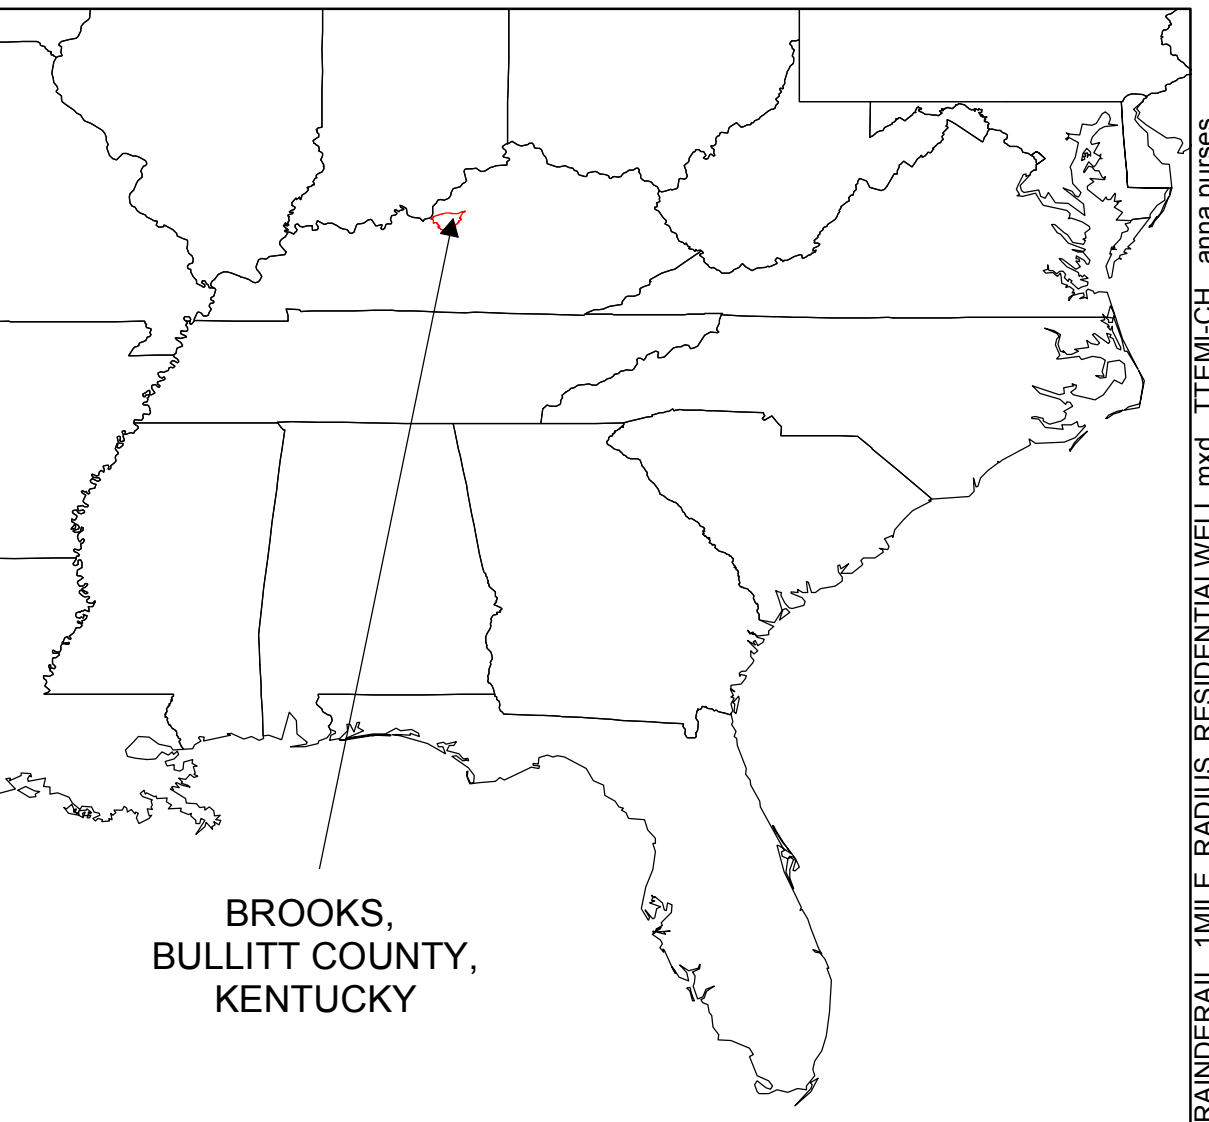 BROOKS,
BULLITT COUNTY,
KENTUCKY
RAINDERAIL_1MILE_RADIUS_RESIDENTIALWELL.mxd TTEMI-CH anna.purses